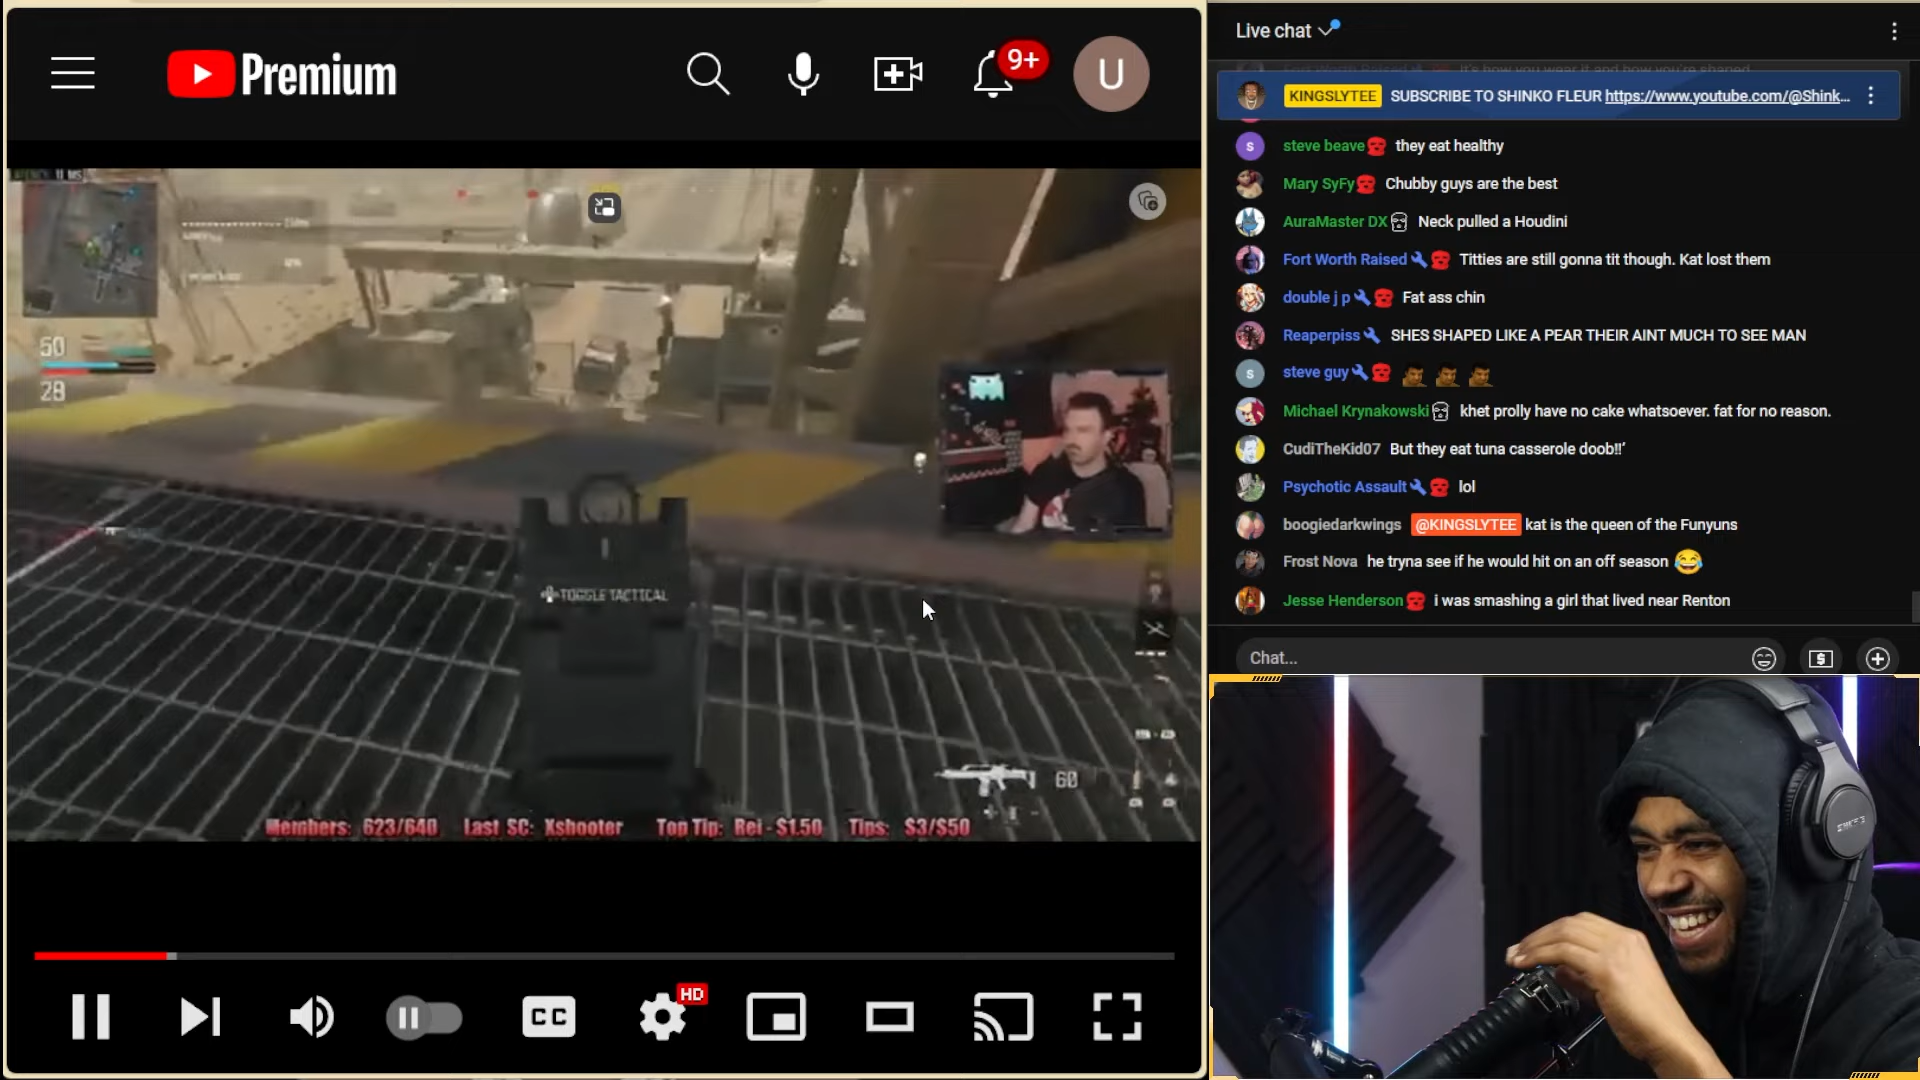 Premium
9+
U
50
28
TOGGLE TACTICAL
60
Members: 623/640 Last SC: Xshooter Top Tip: Rei - $1.50 Tips: $3/$50
CC
HD
Live chat
KINGSLYTEE SUBSCRIBE TO SHINKO FLEUR https://www.youtube.com/@Shink...
S steve beave they eat healthy
Mary SyFy Chubby guys are the best
AuraMaster DX Neck pulled a Houdini
Fort Worth Raised Titties are still gonna tit though. Kat lost them
double j p Fat ass chin
Reaperpiss SHES SHAPED LIKE A PEAR THEIR AINT MUCH TO SEE MAN
S steve guy
Michael Krynakowski khet prolly have no cake whatsoever. fat for no reason.
CudiTheKid07 But they eat tuna casserole doob!!'
Psychotic Assault lol
boogiedarkwings @KINGSLYTEE kat is the queen of the Funyuns
Frost Nova he tryna see if he would hit on an off season 😂
Jesse Henderson i was smashing a girl that lived near Renton
Chat...